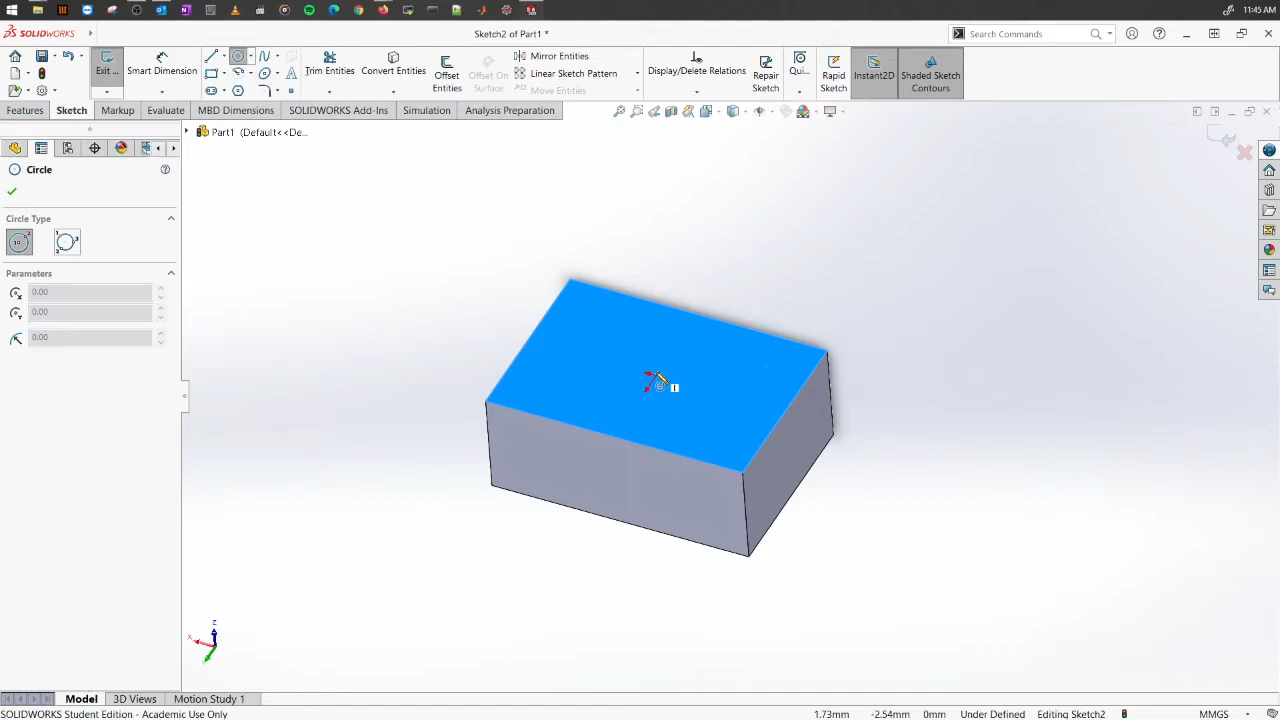 11:45 AM
SOLIDWORKS
Sketch2 of Part1 *
Search Commands
Exit ...
Smart Dimension
Trim Entities
Convert Entities
Offset
Entities
Offset On
Surface
Mirror Entities
Linear Sketch Pattern
Move Entities
Display/Delete Relations
Repair
Sketch
Qui...
Rapid
Sketch
Instant2D
Shaded Sketch
Contours
Features
Sketch
Markup
Evaluate
MBD Dimensions
SOLIDWORKS Add-Ins
Simulation
Analysis Preparation
Part1 (Default<<De...
Circle
Circle Type
Parameters
0.00
0.00
0.00
Z
X
Model
3D Views
Motion Study 1
SOLIDWORKS Student Edition - Academic Use Only
1.73mm
-2.54mm
0mm
Under Defined
Editing Sketch2
MMGS